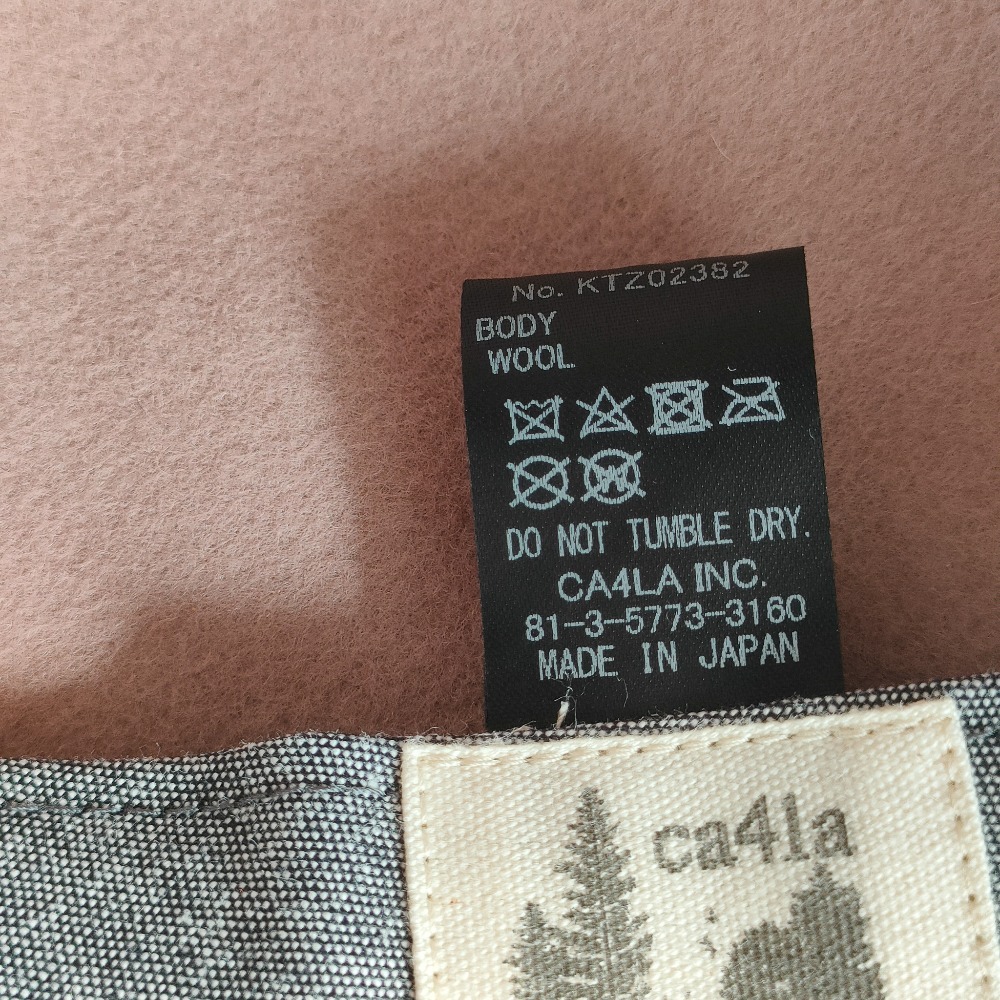 No. KTZ02382
BODY
WOOL
W
DO NOT TUMBLE DRY.
CA4LA INC.
81-3-5773-3160
MADE IN JAPAN
ca4la